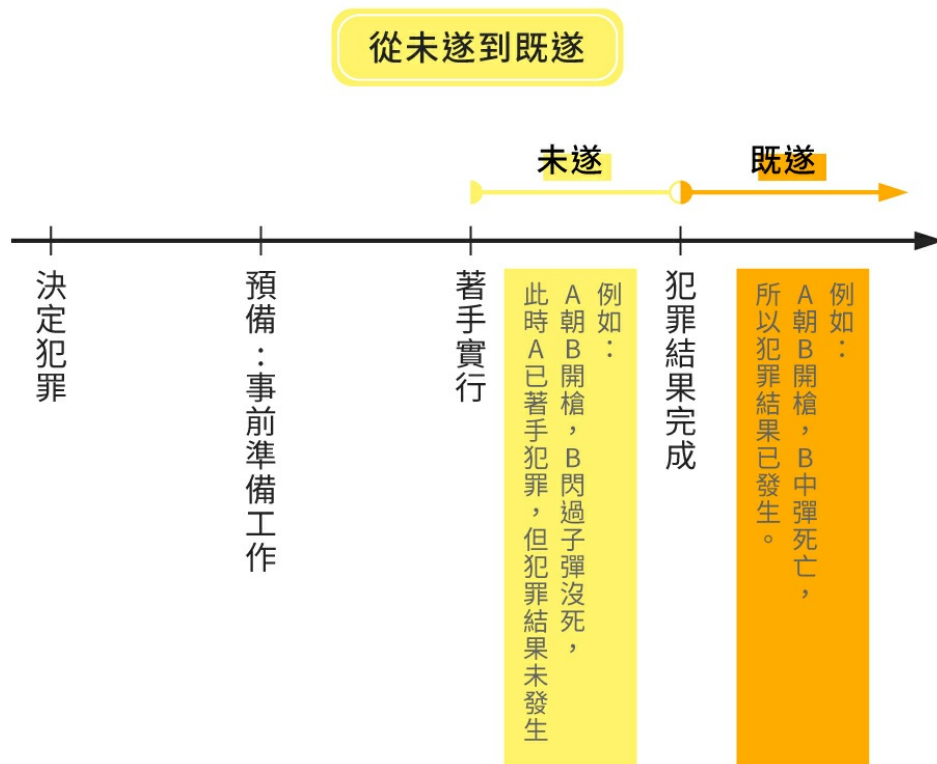 從未遂到既遂
未遂
既遂
決定犯罪
預備：事前準備工作
著手實行
例如：
A朝B開槍，B閃過子彈沒死，
此時A已著手犯罪，但犯罪結果未發生
犯罪結果完成
例如：
A朝B開槍，B中彈死亡，
所以犯罪結果已發生。